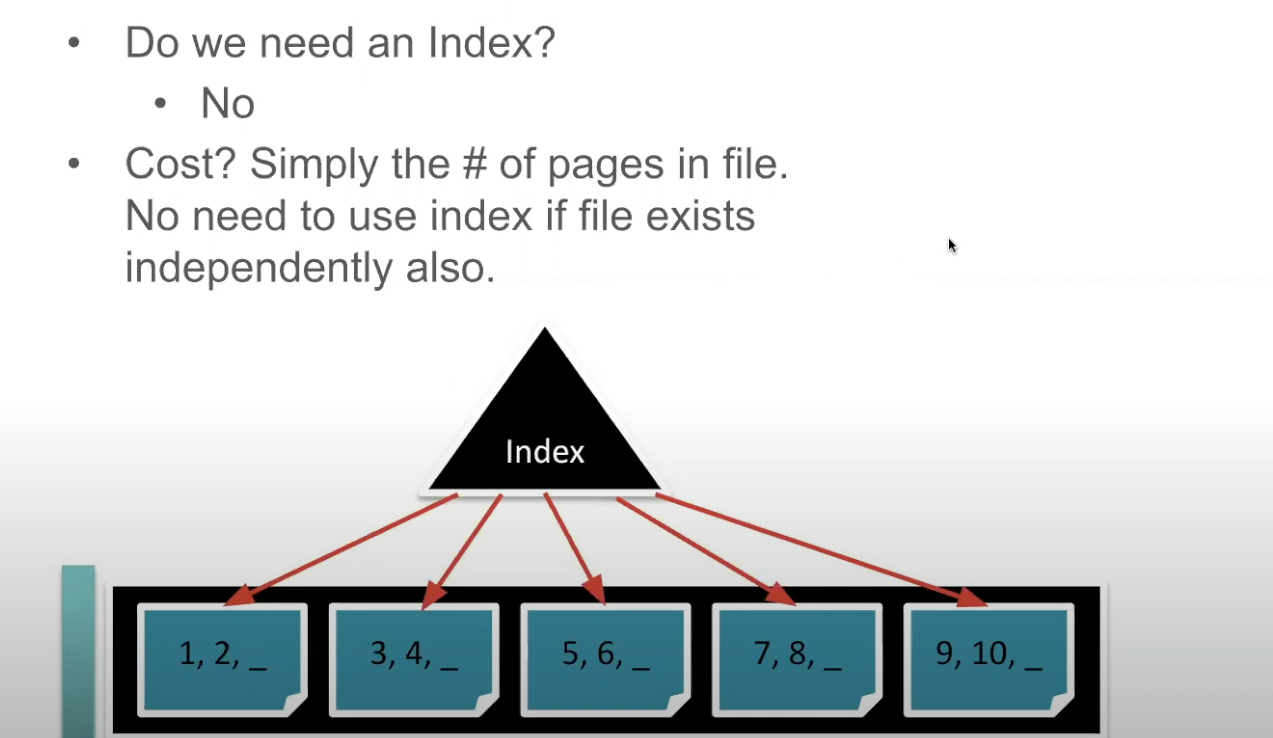 • Do we need an Index?
• No
• Cost? Simply the # of pages in file.
No need to use index if file exists
independently also.
Index
1, 2, _
3, 4, _
5, 6, _
7, 8, _
9, 10, _